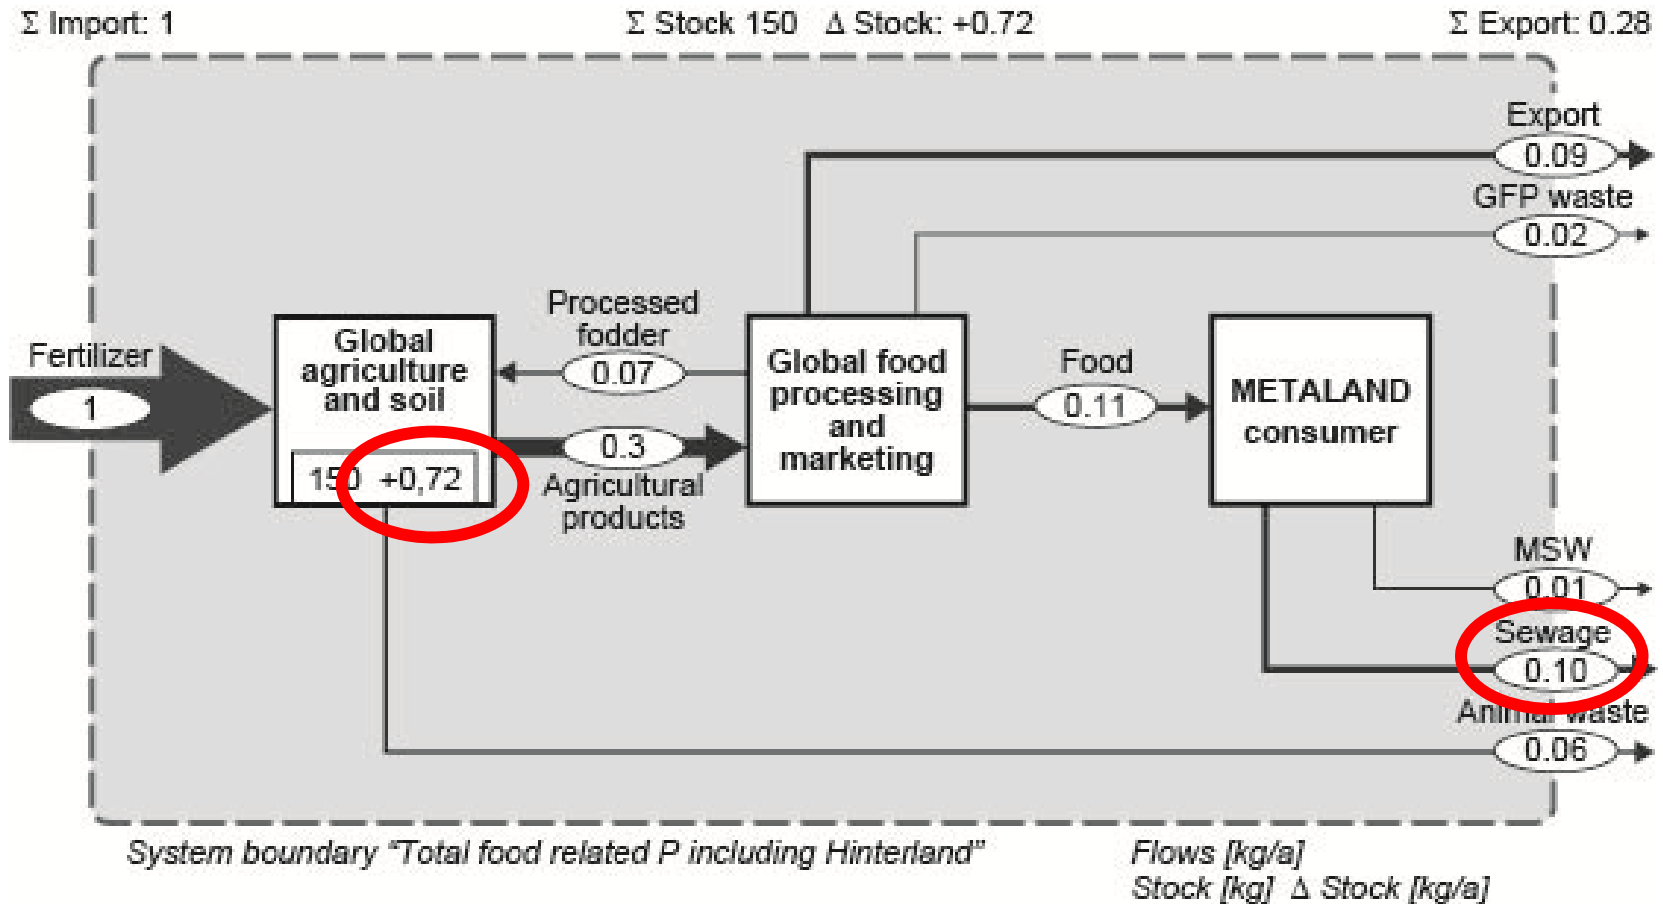 Σ Import: 1
Σ Stock 150 Δ Stock: +0.72
Σ Export: 0.28
Export
0.09
GFP waste
0.02
Fertilizer
1
Global
agriculture
and soil
150 +0,72
Processed
fodder
0.07
0.3
Agricultural
products
Global food
processing
and
marketing
Food
0.11
METALAND
consumer
MSW
0.01
Sewage
0.10
Animal waste
0.06
System boundary "Total food related P including Hinterland"
Flows [kg/a]
Stock [kg] Δ Stock [kg/a]